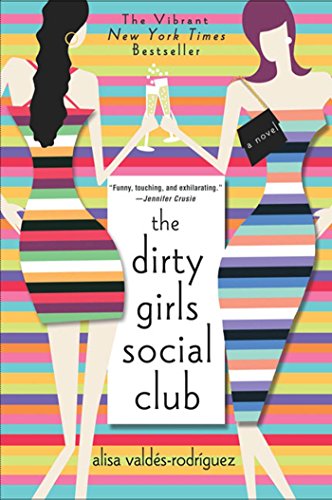 The Vibrant
New York Times
Bestseller
a novel
"Funny, touching, and exhilarating."
—Jennifer Crusie
the
dirty
girls
social
club
alisa valdés-rodríguez